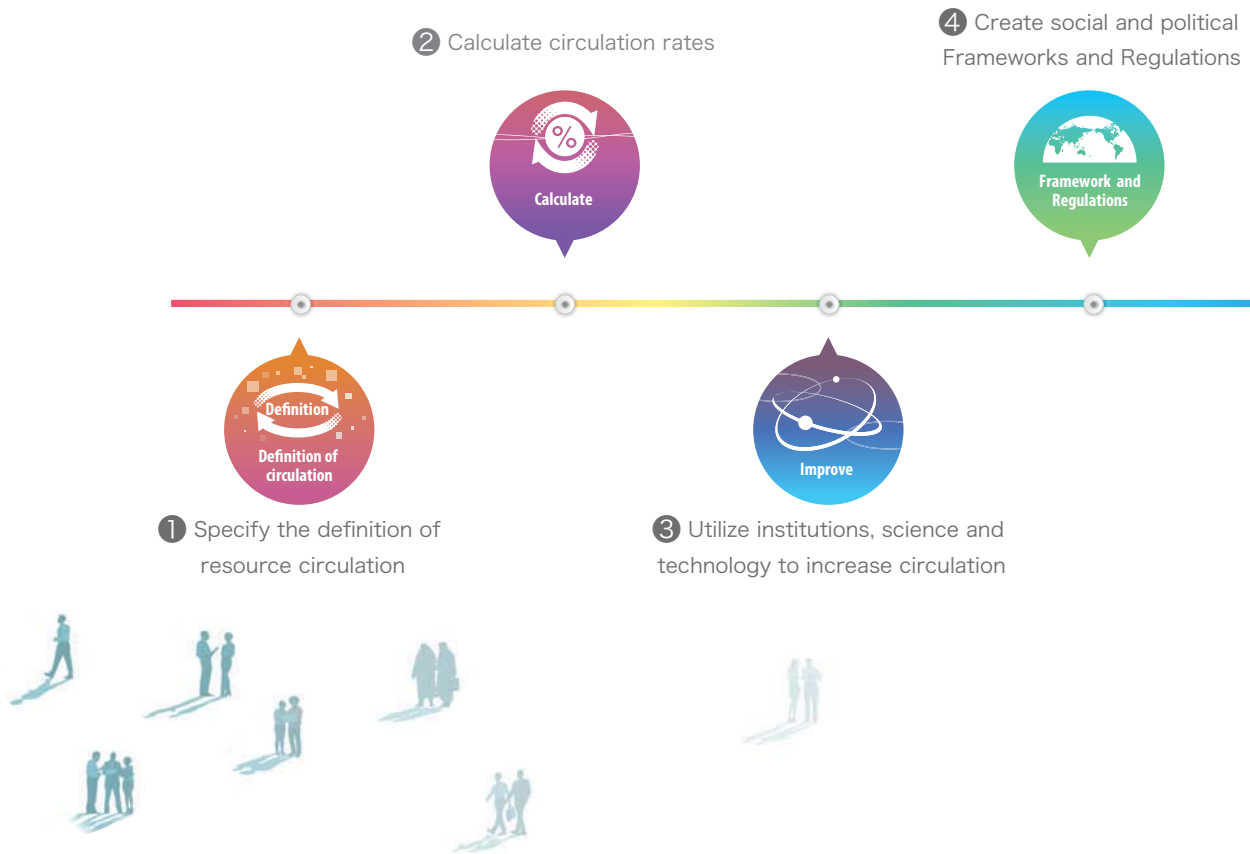 ❶ Specify the definition of
resource circulation
Definition
Definition of
circulation
❷ Calculate circulation rates
%
Calculate
❸ Utilize institutions, science and
technology to increase circulation
Improve
❹ Create social and political
Frameworks and Regulations
Framework and
Regulations